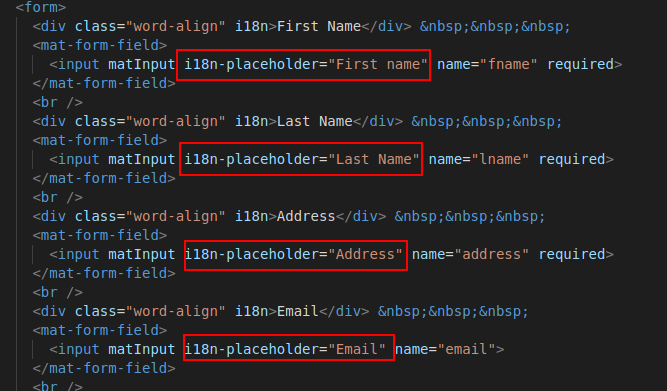 <form>
<div class="word-align" i18n>First Name</div> &nbsp;&nbsp;&nbsp;
<mat-form-field>
<input matInput i18n-placeholder="First name" name="fname" required>
</mat-form-field>
<br />
<div class="word-align" i18n>Last Name</div> &nbsp;&nbsp;&nbsp;
<mat-form-field>
<input matInput i18n-placeholder="Last Name" name="lname" required>
</mat-form-field>
<br />
<div class="word-align" i18n>Address</div> &nbsp;&nbsp;&nbsp;
<mat-form-field>
<input matInput i18n-placeholder="Address" name="address" required>
</mat-form-field>
<br />
<div class="word-align" i18n>Email</div> &nbsp;&nbsp;&nbsp;
<mat-form-field>
<input matInput i18n-placeholder="Email" name="email">
</mat-form-field>
<br />